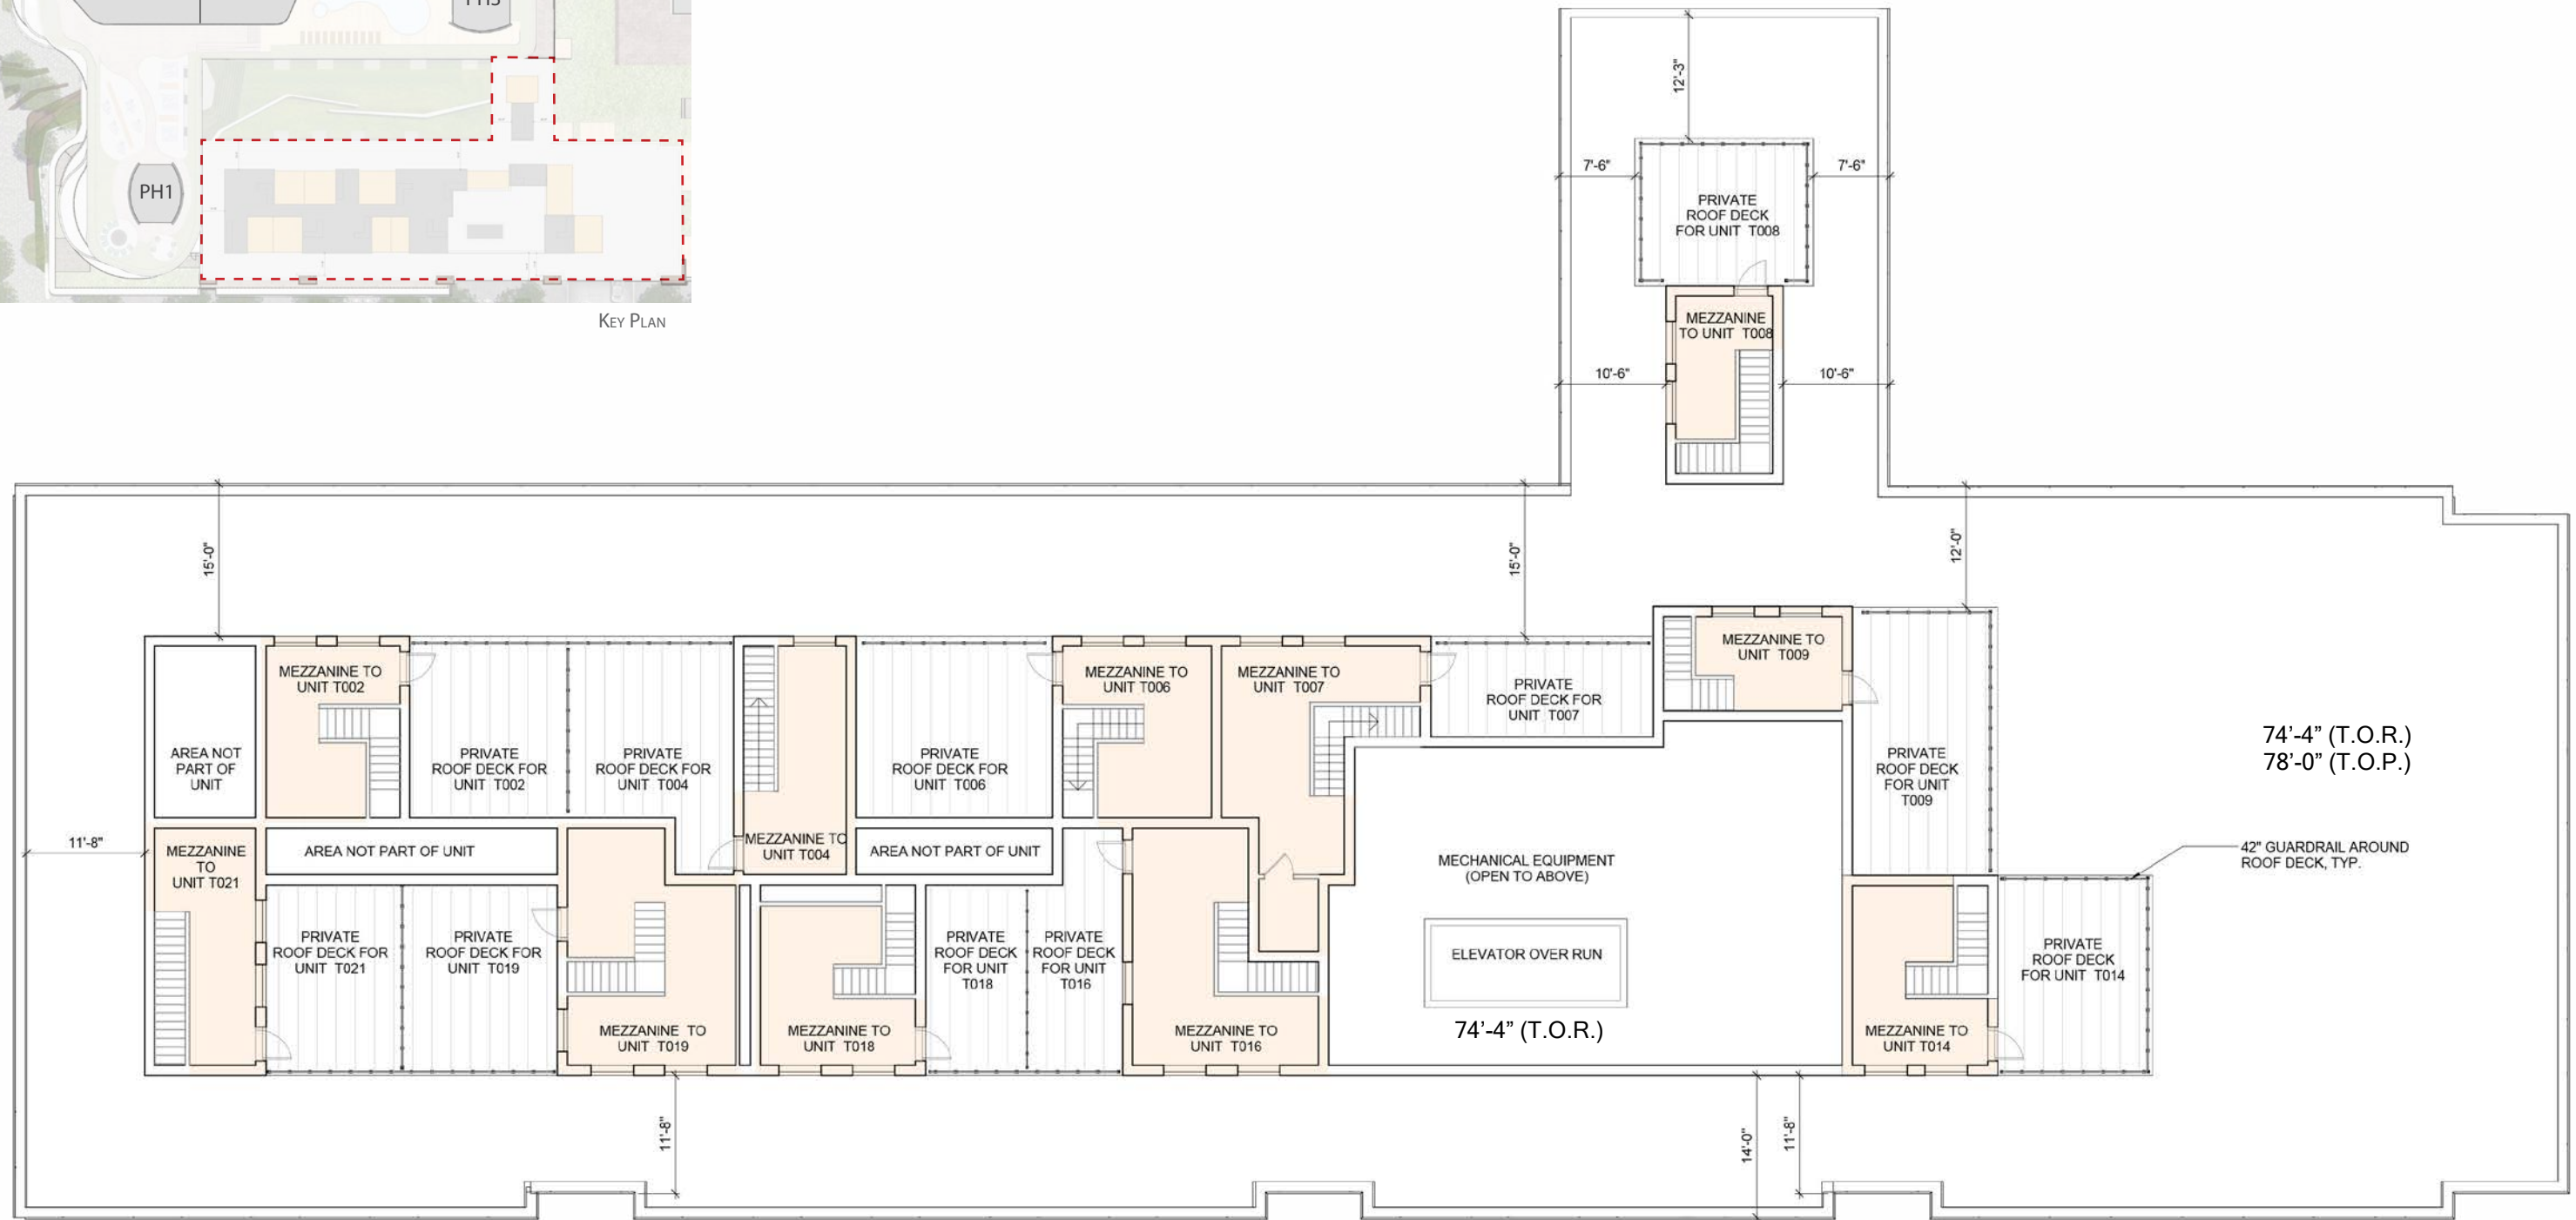 PH3
PH1
KEY PLAN
12'-3"
7'-6"
7'-6"
PRIVATE
ROOF DECK
FOR UNIT T008
MEZZANINE
TO UNIT T008
10'-6"
10'-6"
15'-0"
15'-0"
12'-0"
MEZZANINE TO
UNIT T002
MEZZANINE TO
UNIT T006
MEZZANINE TO
UNIT T007
PRIVATE
ROOF DECK FOR
UNIT T007
MEZZANINE TO
UNIT T009
AREA NOT
PART OF
UNIT
PRIVATE
ROOF DECK FOR
UNIT T002
PRIVATE
ROOF DECK FOR
UNIT T004
PRIVATE
ROOF DECK FOR
UNIT T006
PRIVATE
ROOF DECK
FOR UNIT
T009
74'-4" (T.O.R.)
78'-0" (T.O.P.)
11'-8"
MEZZANINE
TO
UNIT T021
AREA NOT PART OF UNIT
MEZZANINE TO
UNIT T004
AREA NOT PART OF UNIT
MECHANICAL EQUIPMENT
(OPEN TO ABOVE)
42" GUARDRAIL AROUND
ROOF DECK, TYP.
PRIVATE
ROOF DECK FOR
UNIT T021
PRIVATE
ROOF DECK FOR
UNIT T019
PRIVATE
ROOF DECK
FOR UNIT
T018
PRIVATE
ROOF DECK
FOR UNIT
T016
ELEVATOR OVER RUN
PRIVATE
ROOF DECK
FOR UNIT T014
MEZZANINE TO
UNIT T019
MEZZANINE TO
UNIT T018
MEZZANINE TO
UNIT T016
74'-4" (T.O.R.)
MEZZANINE TO
UNIT T014
11'-8"
14'-0"
11'-8"